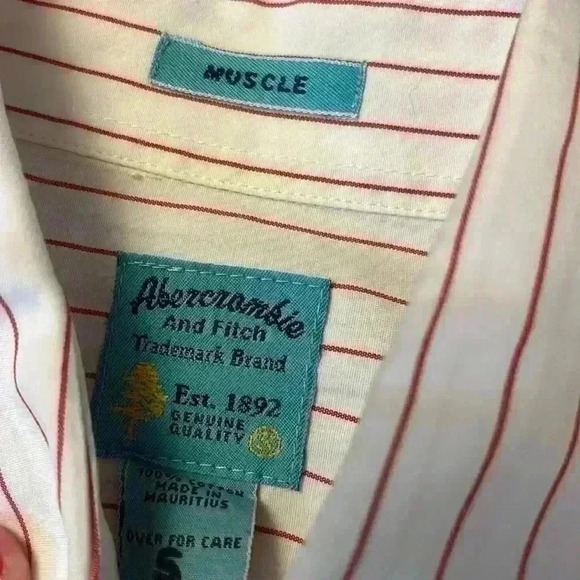 MUSCLE
Abercrombie
And Fitch
Trademark Brand
Est. 1892
GENUINE
QUALITY
100% COTTON
MADE IN
MAURITIUS
OVER FOR CARE
S